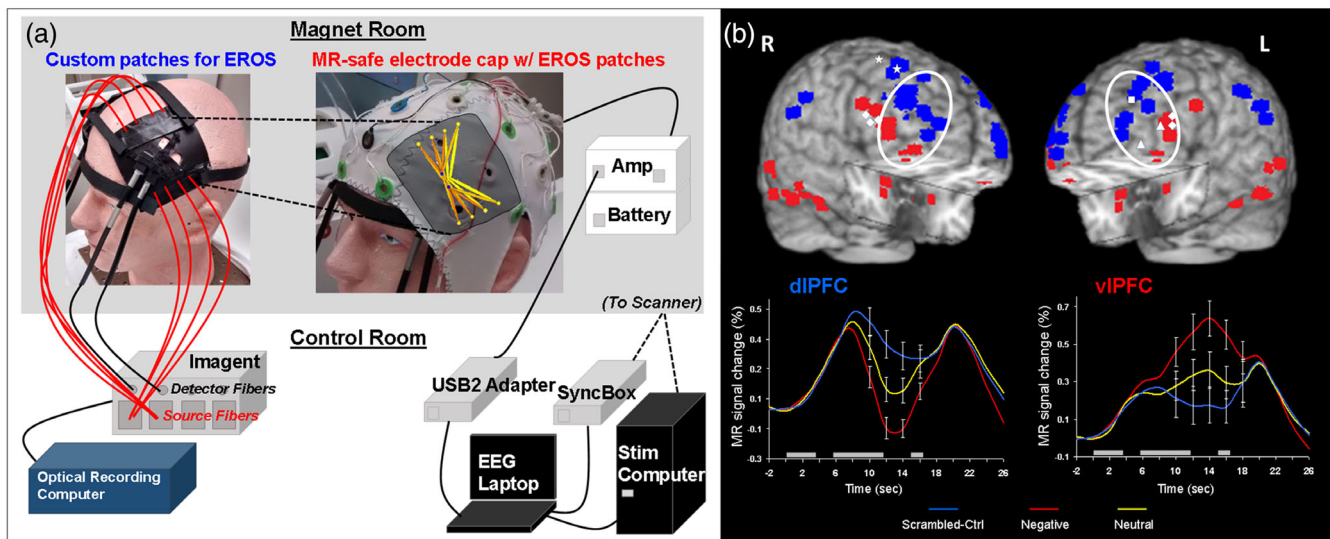 (a)
Magnet Room
Custom patches for EROS
MR-safe electrode cap w/ EROS patches
Amp
Battery
(To Scanner)
Control Room
Imagent
Detector Fibers
Source Fibers
Optical Recording
Computer
USB2 Adapter
SyncBox
EEG
Laptop
Stim
Computer
(b)
R
L
dlPFC
MR signal change (%)
0.5
0.3
0.2
0.1
-0.1
-0.3
-2 2 6 10 14 18 22 26
Time (sec)
vlPFC
MR signal change (%)
0.7
0.5
0.4
0.3
0.1
-0.1
-2 2 6 10 14 18 22 26
Time (sec)
Scrambled-Ctrl
Negative
Neutral